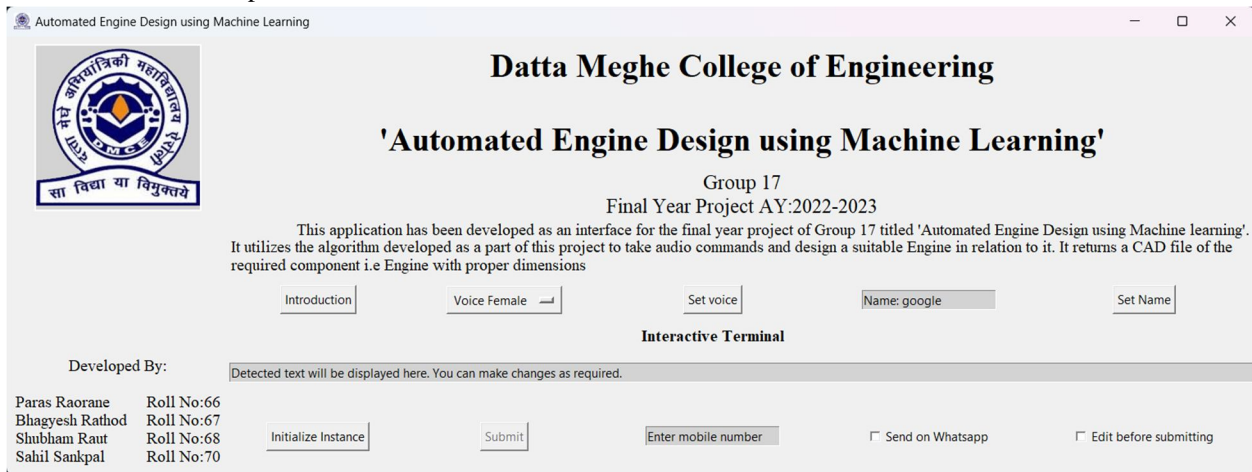 Automated Engine Design using Machine Learning
दत्ता मेघे अभियांत्रिकी महाविद्यालय ऐरोली
DMCE
सा विद्या या विमुक्तये
Datta Meghe College of Engineering
'Automated Engine Design using Machine Learning'
Group 17
Final Year Project AY:2022-2023
This application has been developed as an interface for the final year project of Group 17 titled 'Automated Engine Design using Machine learning'.
It utilizes the algorithm developed as a part of this project to take audio commands and design a suitable Engine in relation to it. It returns a CAD file of the
required component i.e Engine with proper dimensions
Introduction Voice Female Set voice Name: google Set Name
Interactive Terminal
Detected text will be displayed here. You can make changes as required.
Initialize Instance Submit Enter mobile number Send on Whatsapp Edit before submitting
Developed By:
Paras Raorane Roll No:66
Bhagyesh Rathod Roll No:67
Shubham Raut Roll No:68
Sahil Sankpal Roll No:70